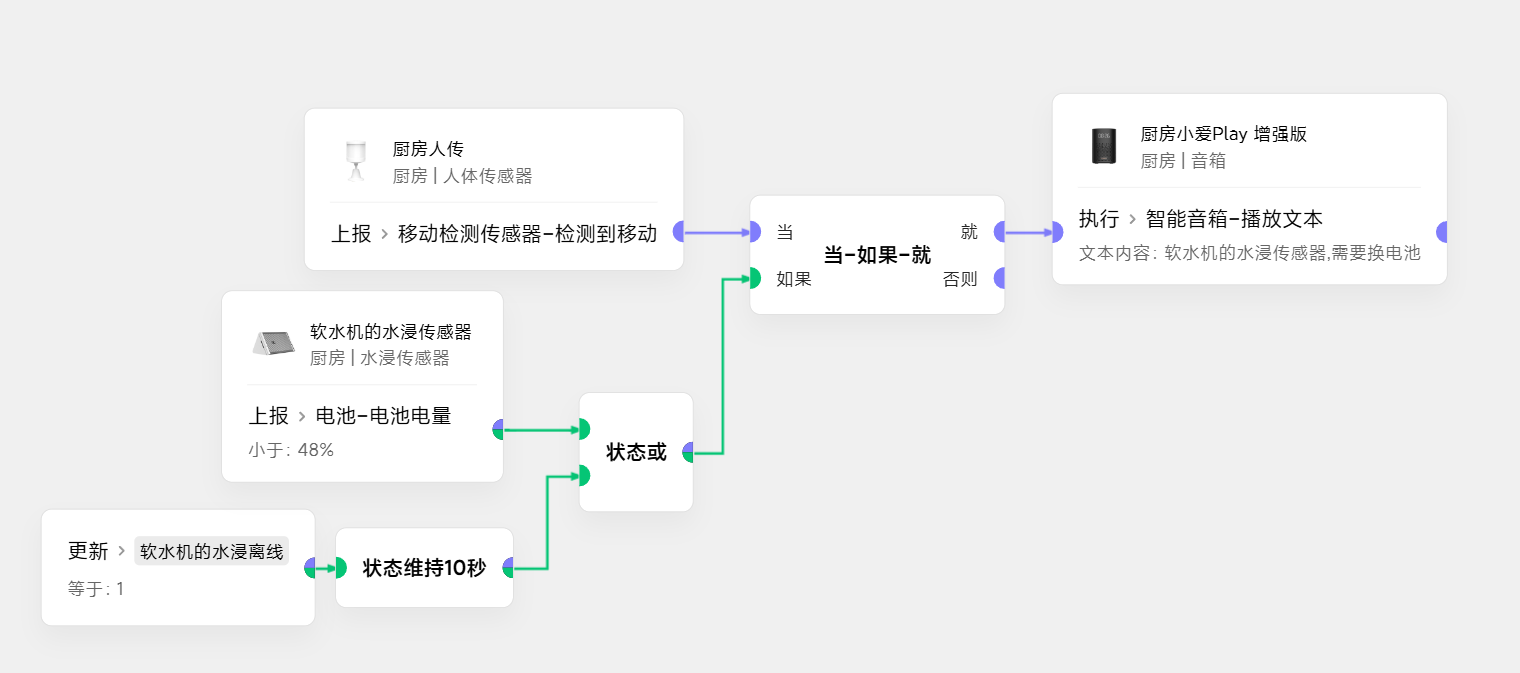 厨房人传
厨房 | 人体传感器
上报 > 移动检测传感器-检测到移动
当
如果
当-如果-就
就
否则
厨房小爱Play 增强版
厨房 | 音箱
执行 > 智能音箱-播放文本
文本内容: 软水机的水浸传感器,需要换电池
软水机的水浸传感器
厨房 | 水浸传感器
上报 > 电池-电池电量
小于: 48%
状态或
更新 > 软水机的水浸离线
等于: 1
状态维持10秒